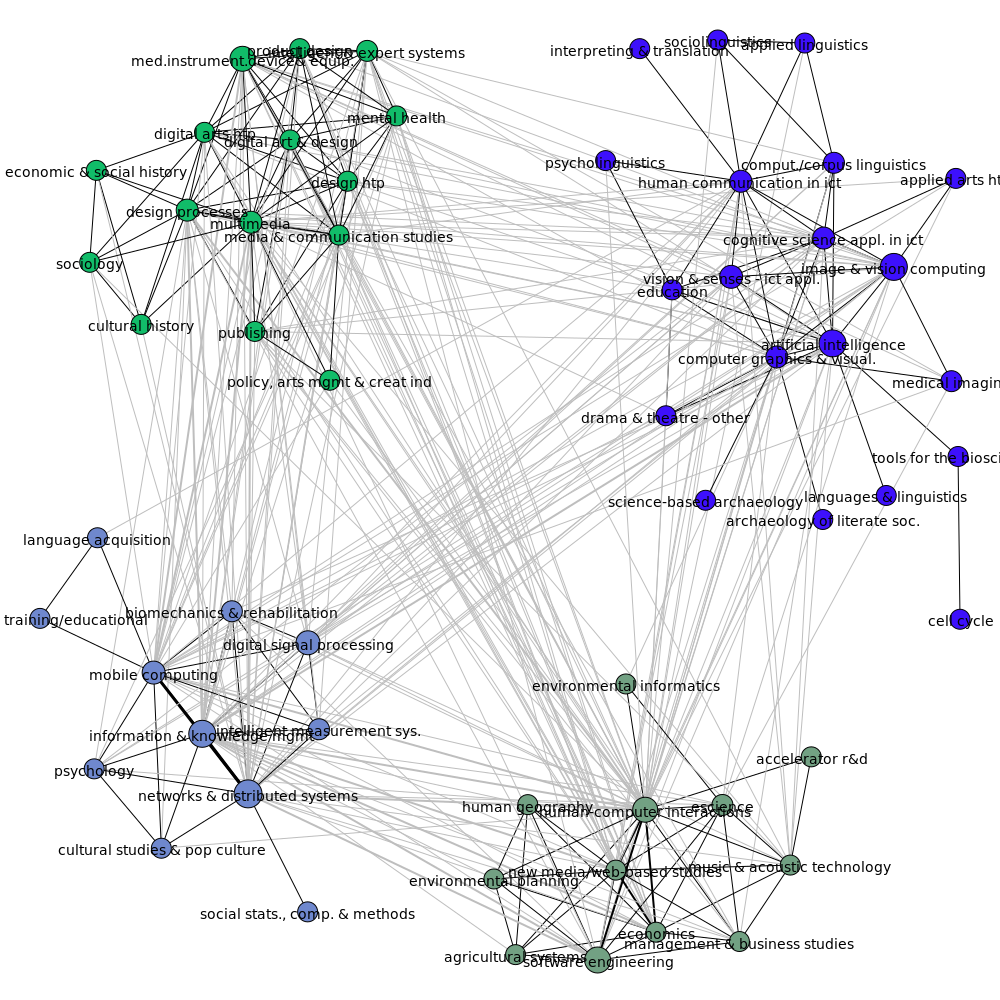 product design
intelligent & expert systems
med.instrument.device& equip.
mental health
digital arts htp
digital art & design
economic & social history
design htp
design processes
multimedia
media & communication studies
sociology
cultural history
publishing
policy, arts mgmt & creat ind
sociolinguistics
applied linguistics
interpreting & translation
psycholinguistics
comput./corpus linguistics
human communication in ict
applied arts ht
cognitive science appl. in ict
image & vision computing
vision & senses - ict appl.
education
artificial intelligence
computer graphics & visual.
medical imagin
drama & theatre - other
tools for the biosci
science-based archaeology
languages & linguistics
archaeology of literate soc.
cell cycle
language acquisition
training/educational
biomechanics & rehabilitation
digital signal processing
mobile computing
intelligent measurement sys.
information & knowledge mgmt
psychology
networks & distributed systems
cultural studies & pop culture
social stats., comp. & methods
environmental informatics
accelerator r&d
human geography
escience
human-computer interactions
music & acoustic technology
new media/web-based studies
environmental planning
economics
management & business studies
agricultural systems
software engineering